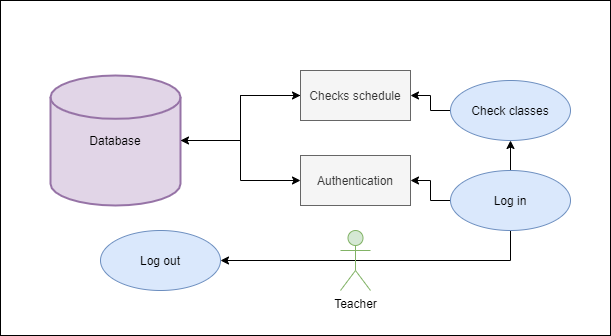 Checks schedule
Check classes
Database
Authentication
Log in
Log out
Teacher